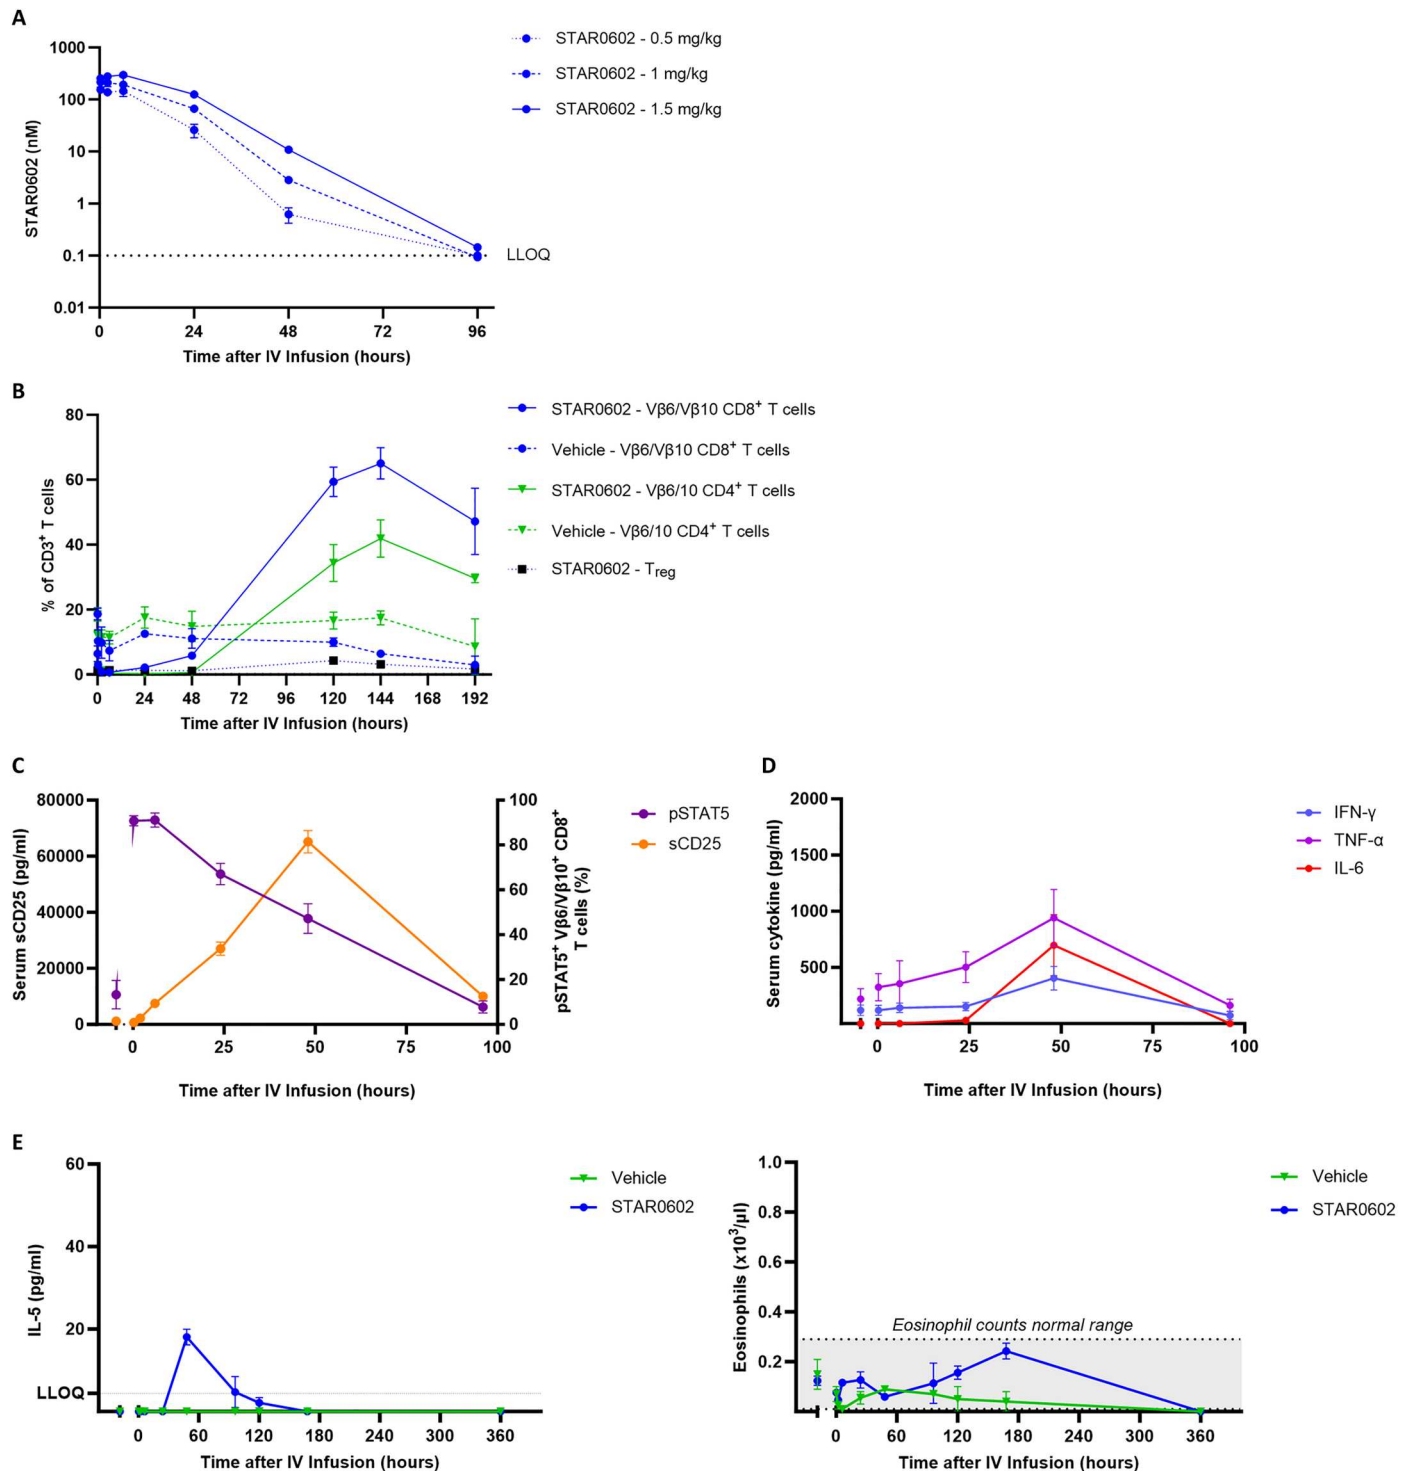 A
STAR0602 (nM)
1000
100
10
1
0.1
0.01
0
24
48
72
96
Time after IV Infusion (hours)
LLOQ
STAR0602 - 0.5 mg/kg
STAR0602 - 1 mg/kg
STAR0602 - 1.5 mg/kg
B
% of CD3⁺ T cells
80
60
40
20
0
0
24
48
72
96
120
144
168
192
Time after IV Infusion (hours)
STAR0602 - Vβ6/Vβ10 CD8⁺ T cells
Vehicle - Vβ6/Vβ10 CD8⁺ T cells
STAR0602 - Vβ6/10 CD4⁺ T cells
Vehicle - Vβ6/10 CD4⁺ T cells
STAR0602 - Treg
C
Serum sCD25 (pg/ml)
80000
60000
40000
20000
0
0
25
50
75
100
100
80
60
40
20
0
pSTAT5⁺ Vβ6/Vβ10⁺ CD8⁺
T cells (%)
Time after IV Infusion (hours)
pSTAT5
sCD25
D
Serum cytokine (pg/ml)
2000
1500
1000
500
0
25
50
75
100
Time after IV Infusion (hours)
IFN-γ
TNF-α
IL-6
E
IL-5 (pg/ml)
60
40
20
LLOQ
0
60
120
180
240
300
360
Time after IV Infusion (hours)
Vehicle
STAR0602
Eosinophils (x10³/µl)
1.0
0.8
0.6
0.4
0.2
Eosinophil counts normal range
0
60
120
180
240
300
360
Time after IV Infusion (hours)
Vehicle
STAR0602